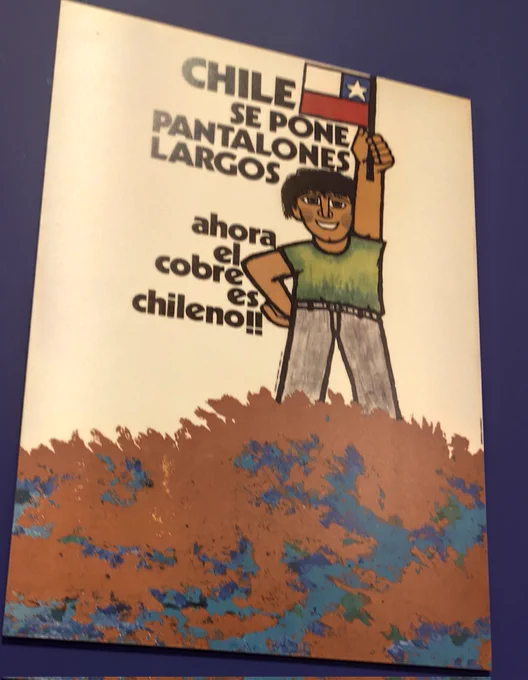 CHILE
SE PONE
PANTALONES
LARGOS
ahora
el
cobre
es
chileno!!